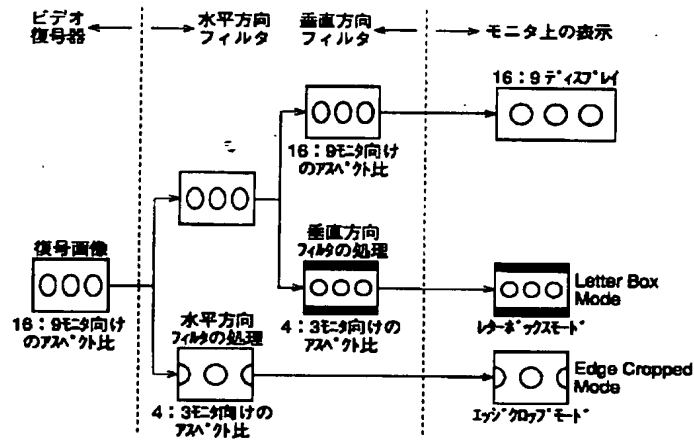 ビデオ
復号器
水平方向
フィルタ
垂直方向
フィルタ
モニタ上の表示
16:9ディスプレイ
16:9モニタ向け
のアスペクト比
復号画像
16:9モニタ向け
のアスペクト比
垂直方向
フィルタの処理
4:3モニタ向けの
アスペクト比
Letter Box
Mode
レターボックスモード
水平方向
フィルタの処理
4:3モニタ向けの
アスペクト比
Edge Cropped
Mode
エッジクロップモード